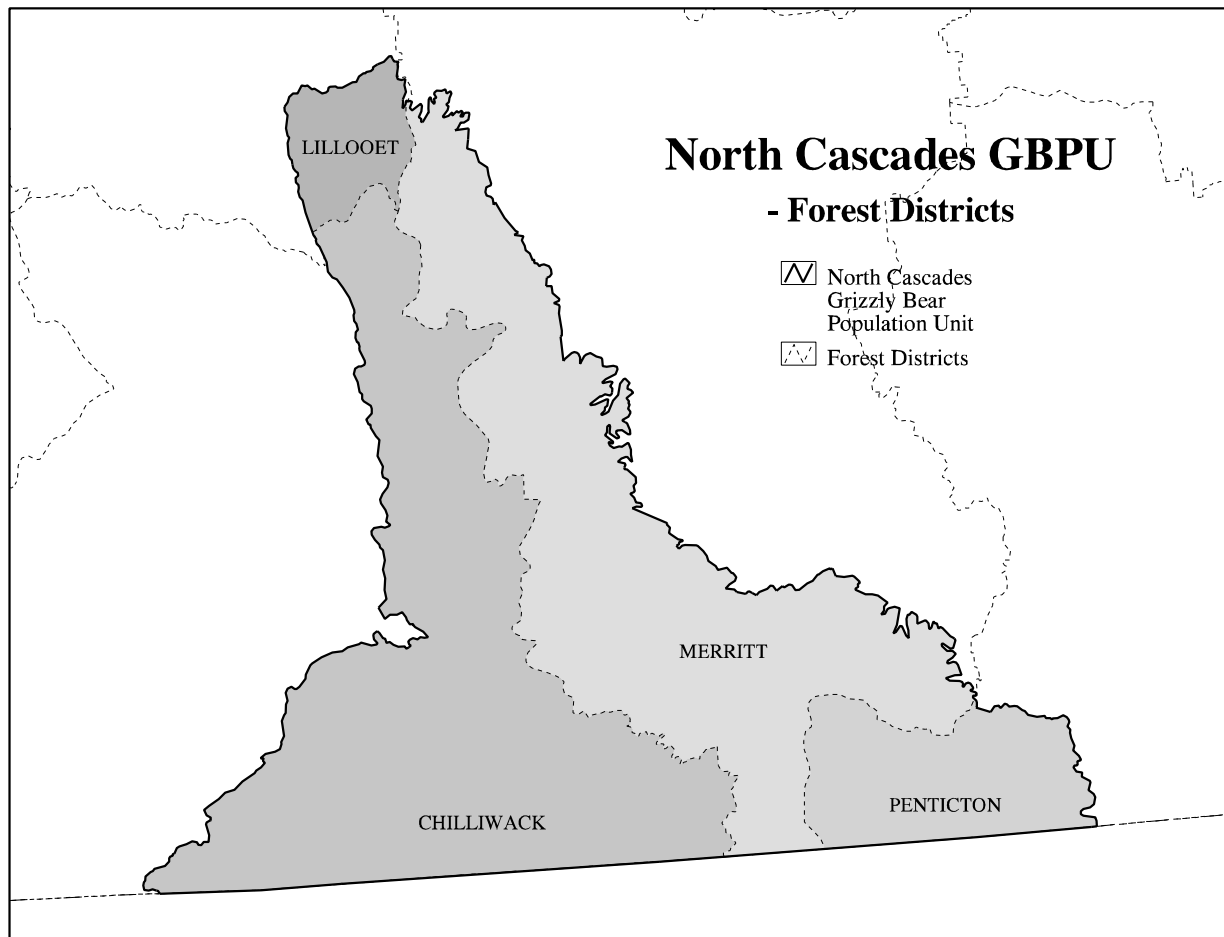 LILLOOET
North Cascades GBPU
- Forest Districts
North Cascades
Grizzly Bear
Population Unit
Forest Districts
MERRITT
PENTICTON
CHILLIWACK